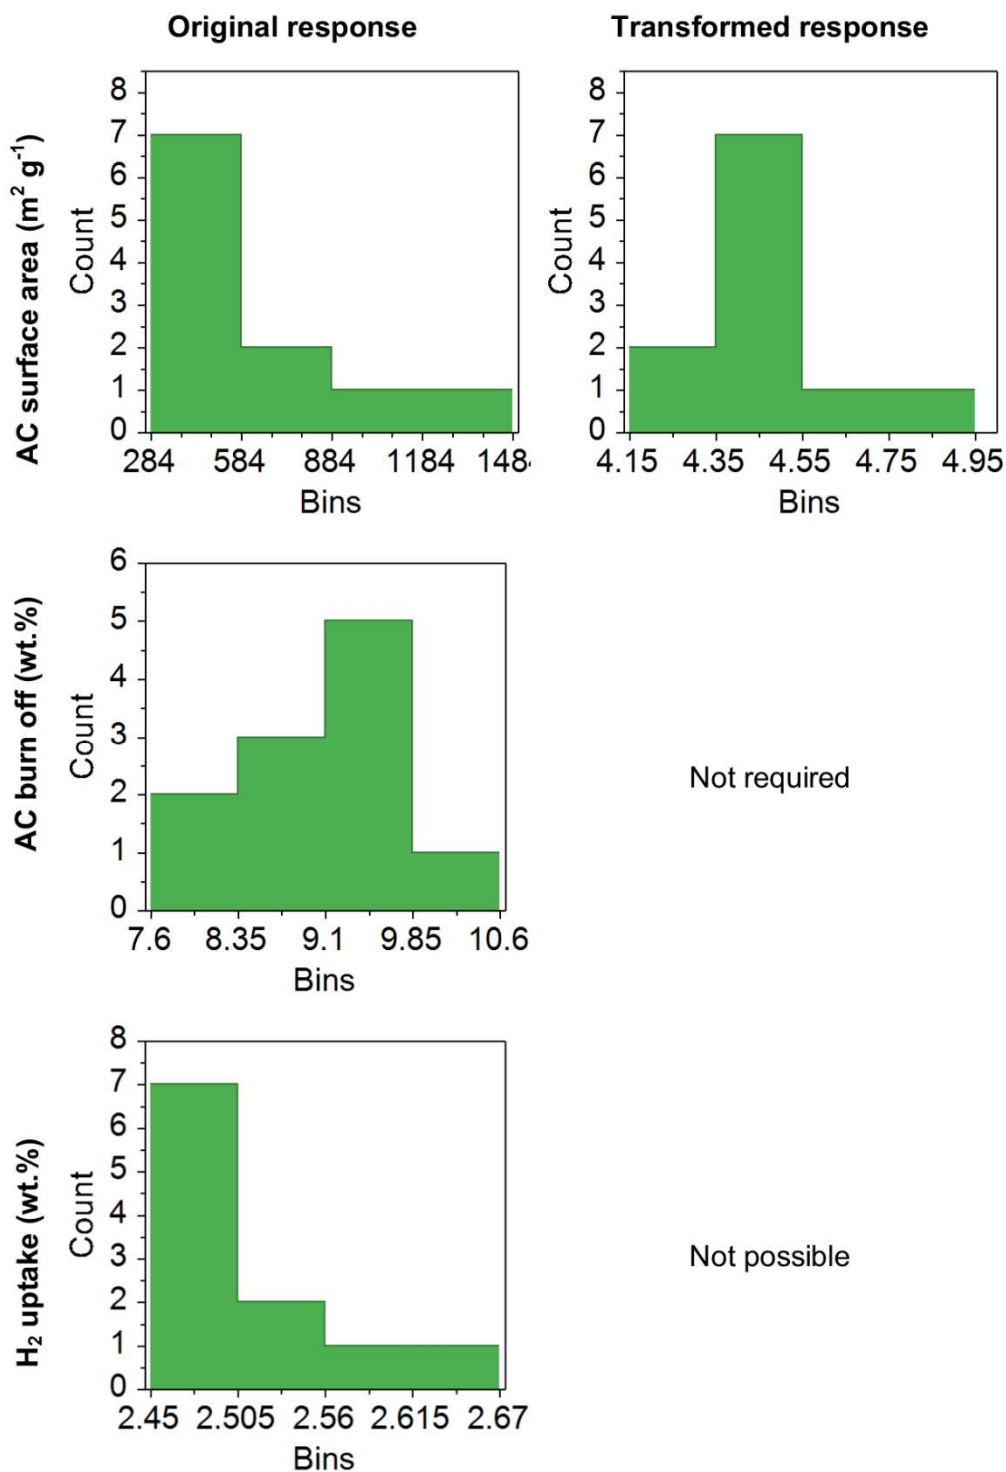 Original response
Transformed response
AC surface area (m² g⁻¹)
Count
8
7
6
5
4
3
2
1
0
284 584 884 1184 148
Bins
Count
8
7
6
5
4
3
2
1
0
4.15 4.35 4.55 4.75 4.95
Bins
AC burn off (wt.%)
Count
6
5
4
3
2
1
0
7.6 8.35 9.1 9.85 10.6
Bins
Not required
H₂ uptake (wt.%)
Count
8
7
6
5
4
3
2
1
0
2.45 2.505 2.56 2.615 2.67
Bins
Not possible